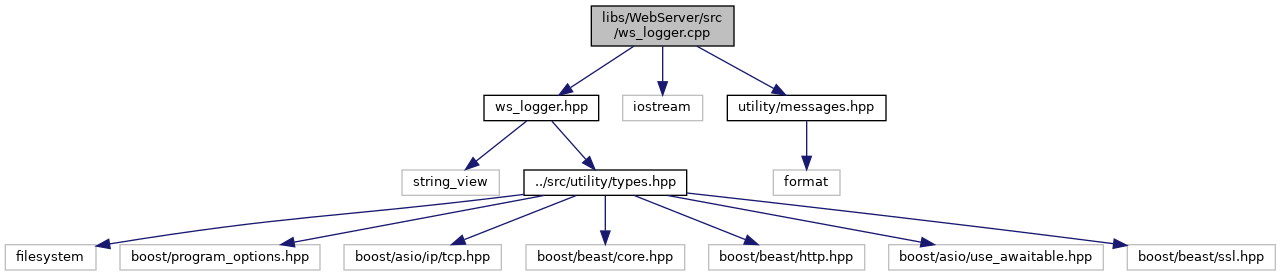 libs/WebServer/src
/ws_logger.cpp
ws_logger.hpp
iostream
utility/messages.hpp
string_view
../src/utility/types.hpp
format
filesystem
boost/program_options.hpp
boost/asio/ip/tcp.hpp
boost/beast/core.hpp
boost/beast/http.hpp
boost/asio/use_awaitable.hpp
boost/beast/ssl.hpp